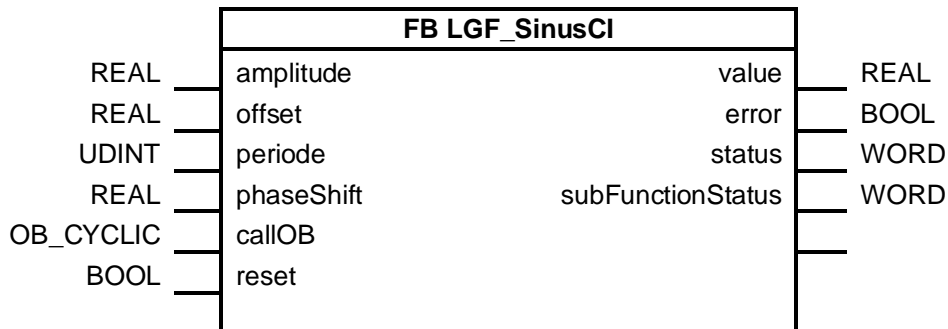 FB LGF_SinusCI
REAL amplitude value REAL
REAL offset error BOOL
UDINT periode status WORD
REAL phaseShift subFunctionStatus WORD
OB_CYCLIC callOB
BOOL reset